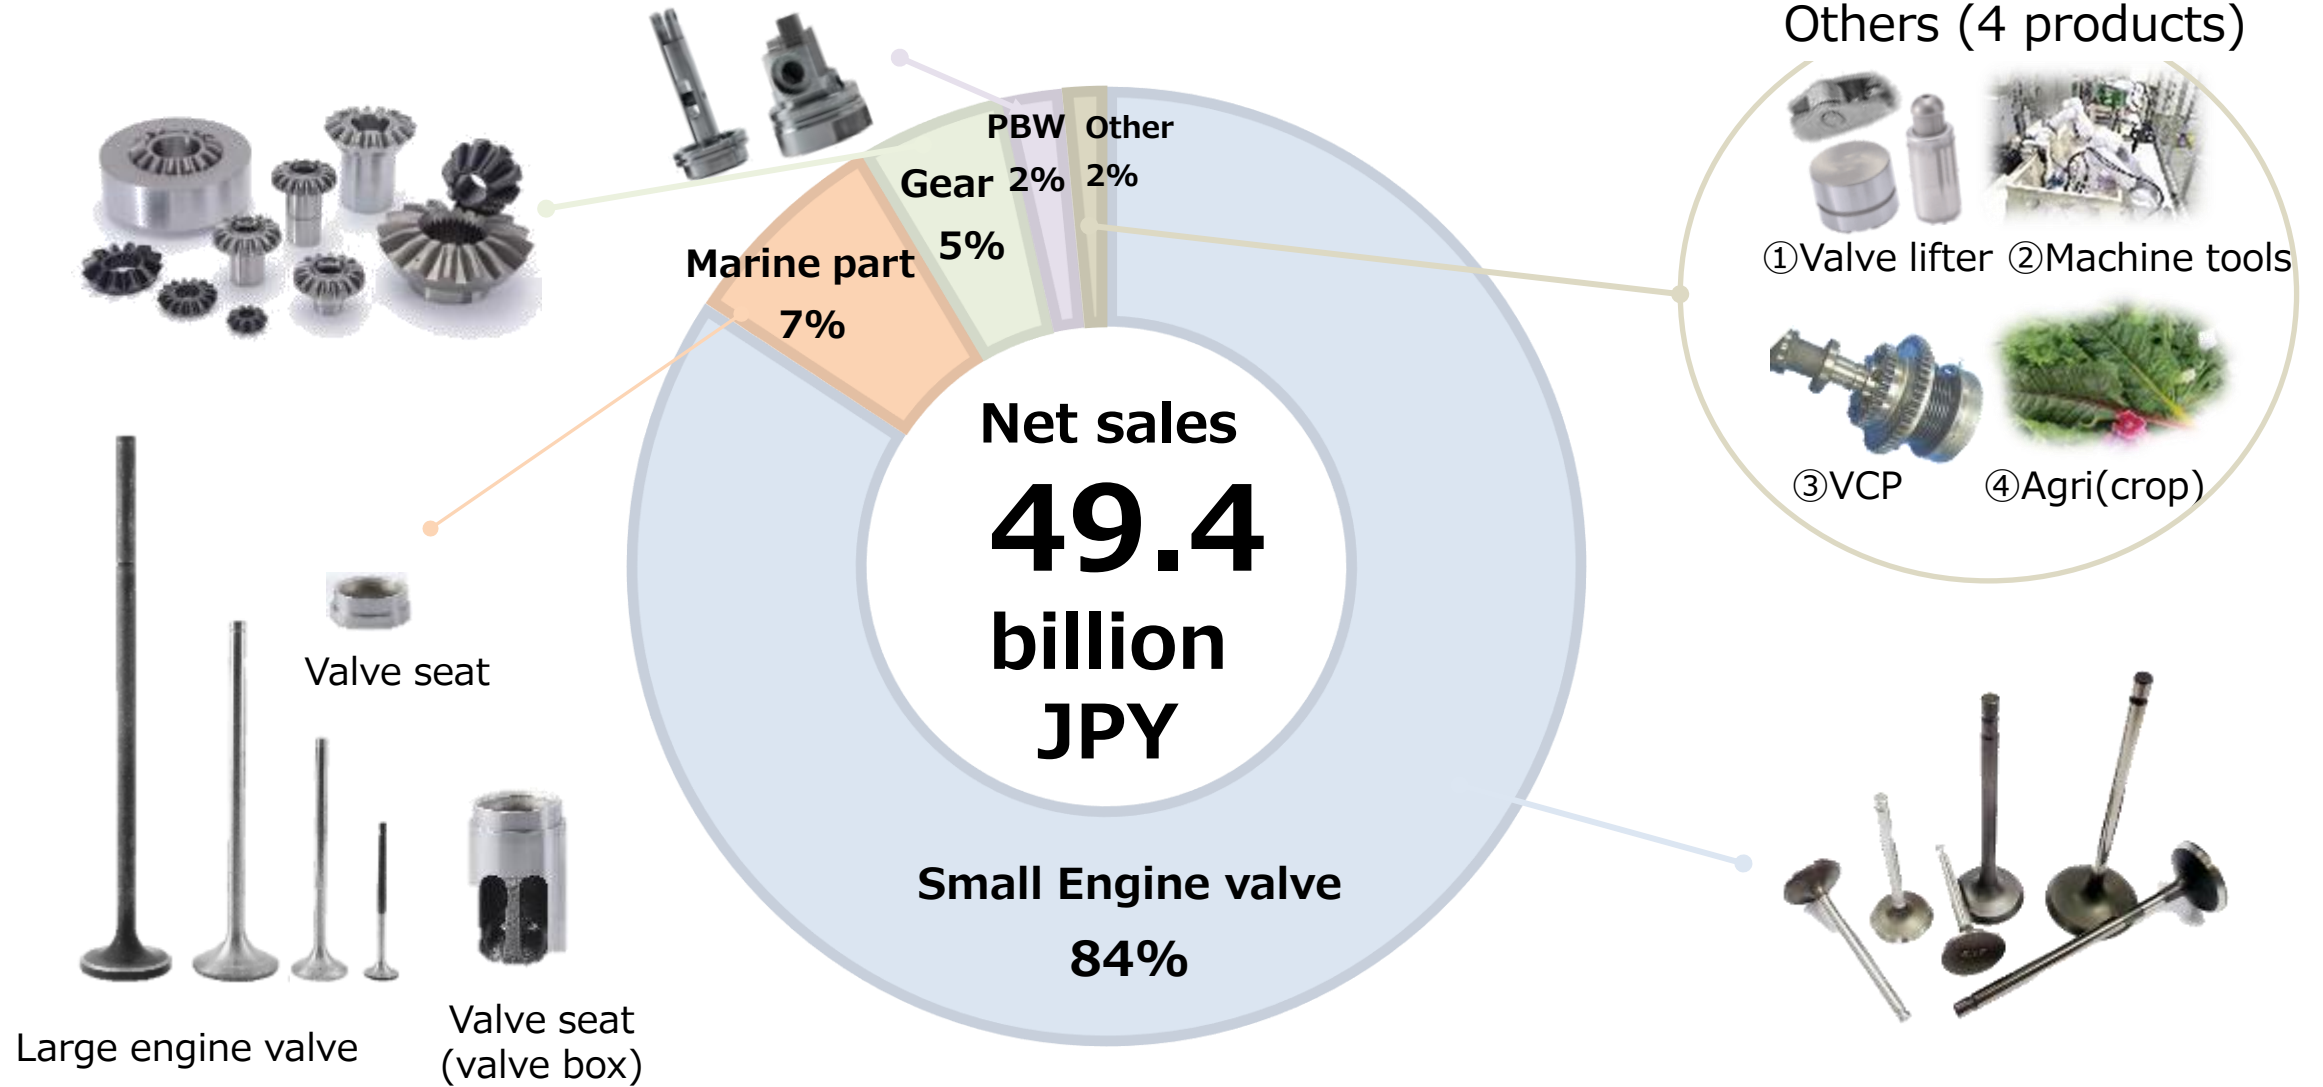 Others (4 products)
PBW
2%
Other
2%
Gear
5%
Marine part
7%
①Valve lifter
②Machine tools
③VCP
④Agri(crop)
Net sales
49.4
billion
JPY
Small Engine valve
84%
Valve seat
Large engine valve
Valve seat
(valve box)